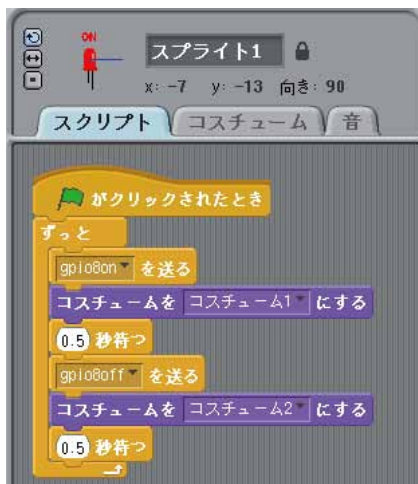 ON
スプライト1
x: -7 y: -13 向き: 90
スクリプト コスチューム 音
がクリックされたとき
ずっと
gpio8on を送る
コスチュームを コスチューム1 にする
0.5 秒待つ
gpio8off を送る
コスチュームを コスチューム2 にする
0.5 秒待つ